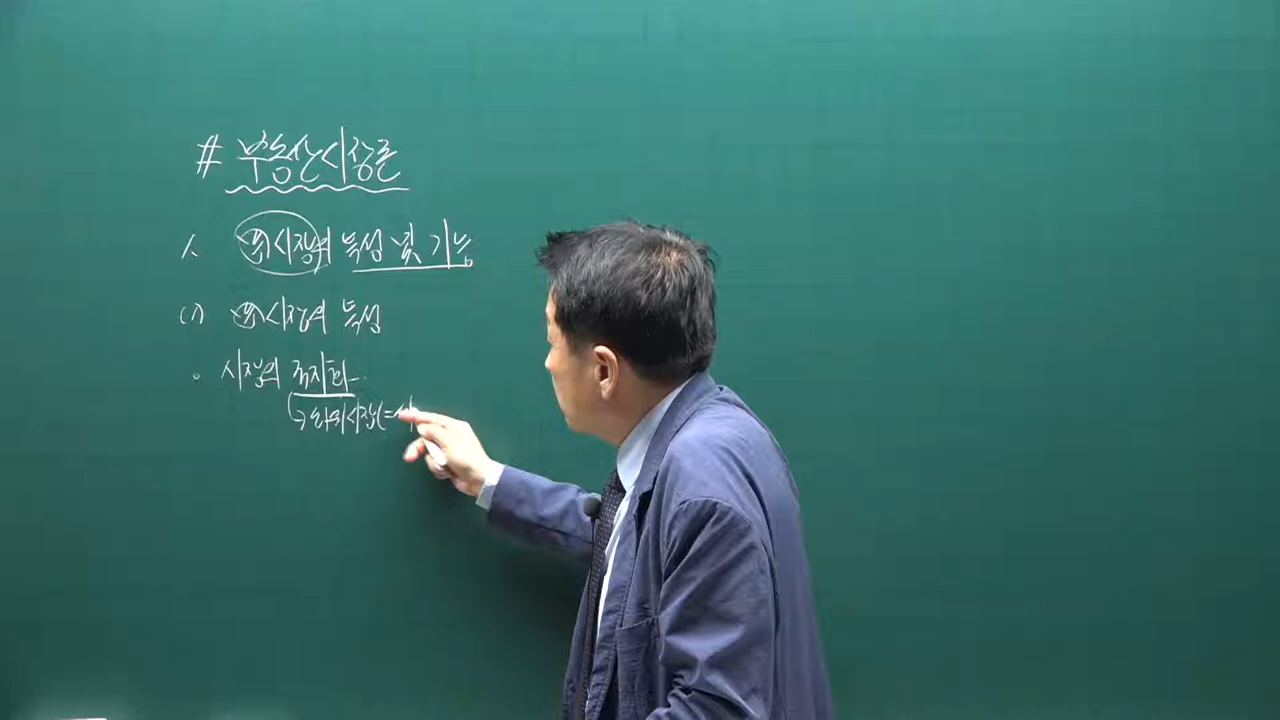 # 부동산시장론
1. 부시장의 특성 및 기능
(1) 부시장의 특성
◦ 시장의 국지화
↳ 하위시장(=